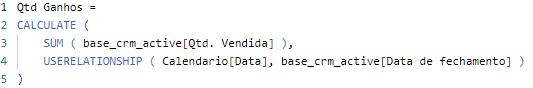 1 Qtd Ganhos =
2 CALCULATE (
3 SUM ( base_crm_active[Qtd. Vendida] ),
4 USERELATIONSHIP ( Calendario[Data], base_crm_active[Data de fechamento] )
5 )